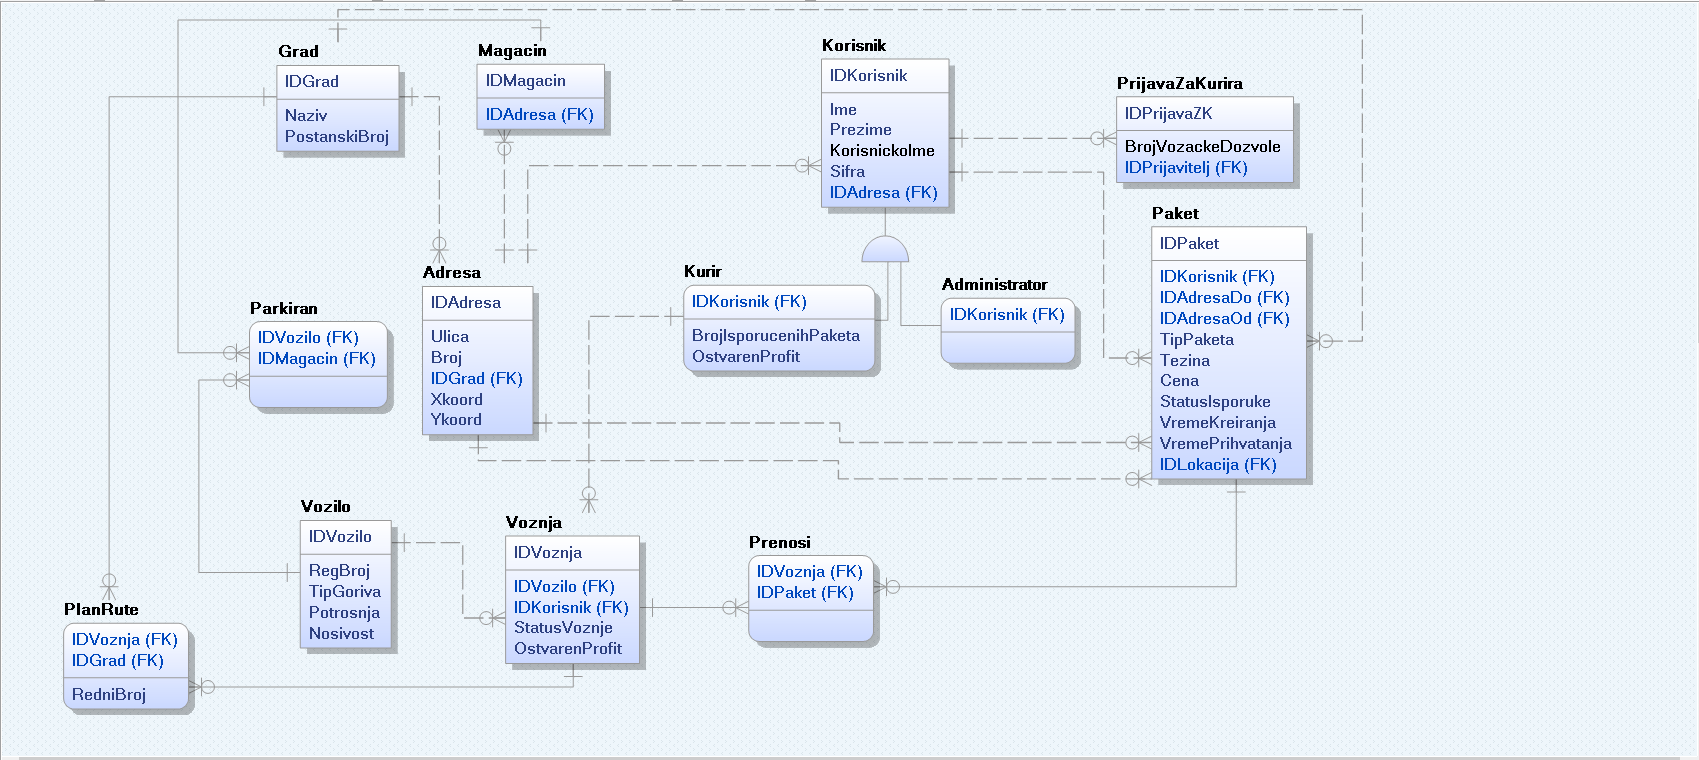 Grad
IDGrad
Naziv
PostanskiBroj
Magacin
IDMagacin
IDAdresa (FK)
Korisnik
IDKorisnik
Ime
Prezime
KorisnickoIme
Sifra
IDAdresa (FK)
PrijavaZaKurira
IDPrijavaZK
BrojVozackeDozvole
IDPrijavitelj (FK)
Paket
IDPaket
IDKorisnik (FK)
IDAdresaDo (FK)
IDAdresaOd (FK)
TipPaketa
Tezina
Cena
StatusIsporuke
VremeKreiranja
VremePrihvatanja
IDLokacija (FK)
Adresa
IDAdresa
Ulica
Broj
IDGrad (FK)
Xkoord
Ykoord
Kurir
IDKorisnik (FK)
BrojIsporucenihPaketa
OstvarenProfit
Administrator
IDKorisnik (FK)
Parkiran
IDVozilo (FK)
IDMagacin (FK)
Vozilo
IDVozilo
RegBroj
TipGoriva
Potrosnja
Nosivost
Voznja
IDVoznja
IDVozilo (FK)
IDKorisnik (FK)
StatusVoznje
OstvarenProfit
Prenosi
IDVoznja (FK)
IDPaket (FK)
PlanRute
IDVoznja (FK)
IDGrad (FK)
RedniBroj